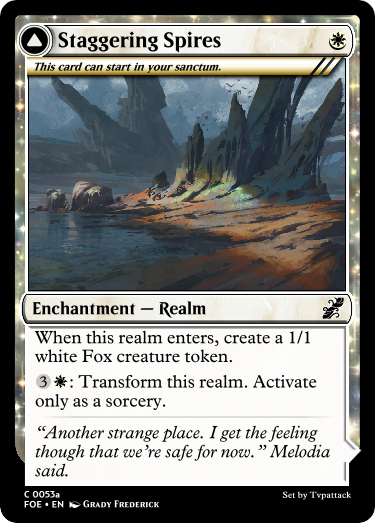 Staggering Spires
This card can start in your sanctum.
Enchantment — Realm
When this realm enters, create a 1/1
white Fox creature token.
3: Transform this realm. Activate
only as a sorcery.
“Another strange place. I get the feeling
though that we're safe for now.” Melodia
said.
C 0053a
FOE • EN Grady Frederick
Set by Tvpattack